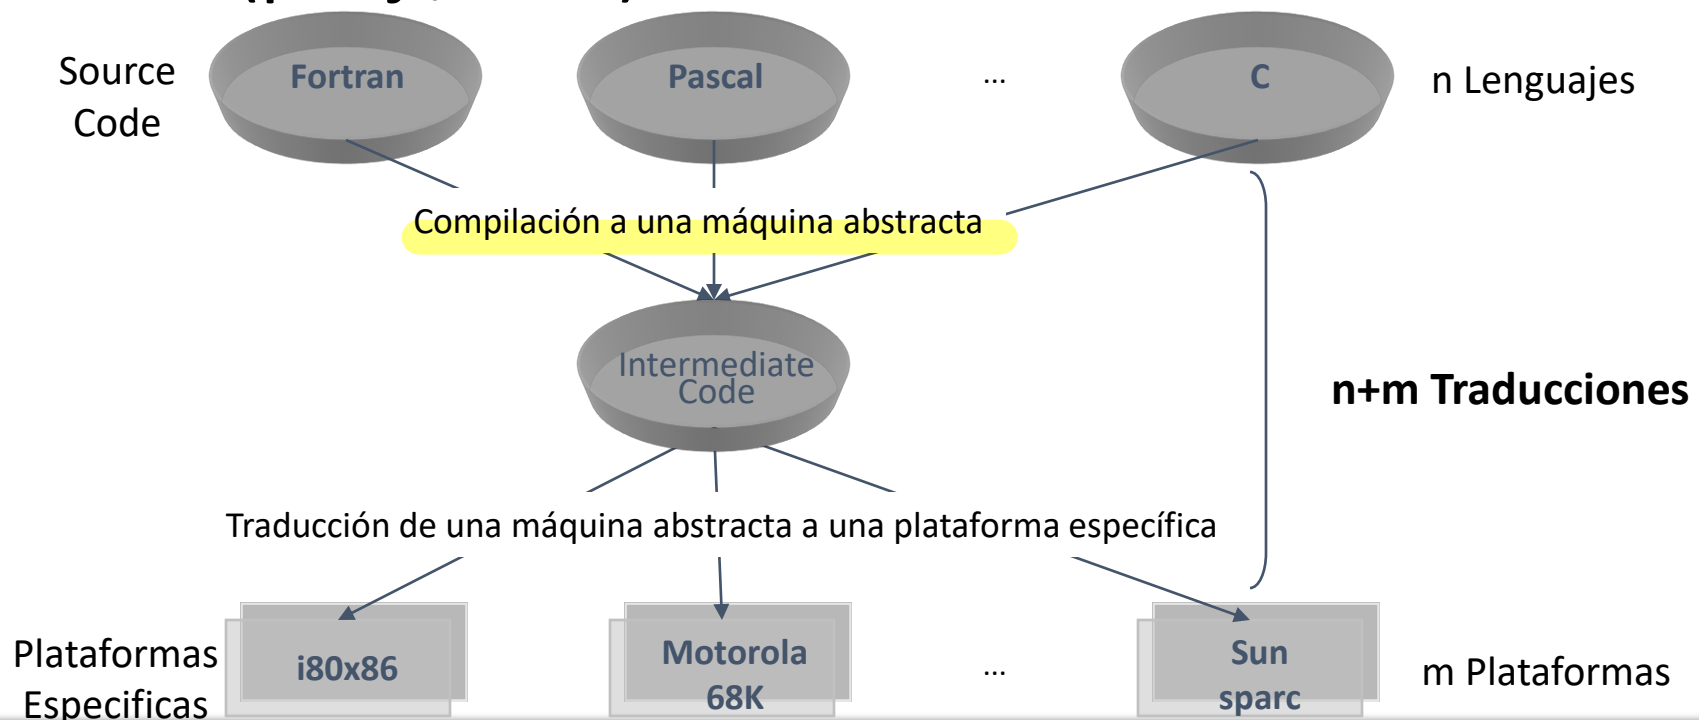 Source
Code
Fortran
Pascal
...
C
n Lenguajes
Compilación a una máquina abstracta
Intermediate
Code
n+m Traducciones
Traducción de una máquina abstracta a una plataforma específica
Plataformas
Especificas
i80x86
Motorola
68K
...
Sun
sparc
m Plataformas